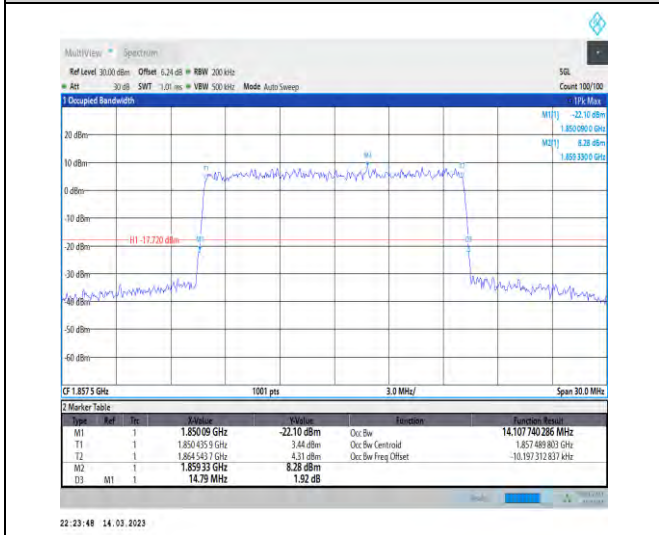 MultiView Spectrum
Ref Level 30.00 dBm Offset 6.24 dB RBW 200 kHz SGL
Att 30 dB SWT 1.01 ms VBW 500 kHz Mode Auto Sweep Count 100/100
1 Occupied Bandwidth 1Pk Max
M1[1] -22.10 dBm
1.850 090 0 GHz
M2[1] 8.28 dBm
1.859 330 0 GHz
20 dBm
10 dBm
0 dBm
-10 dBm
H1 -17.720 dBm
-20 dBm
-30 dBm
-40 dBm
-50 dBm
-60 dBm
CF 1.857 5 GHz 1001 pts 3.0 MHz/ Span 30.0 MHz
2 Marker Table
Type Ref Trc X-Value Y-Value Function Function Result
M1 1 1.850 09 GHz -22.10 dBm Occ Bw 14.107 740 286 MHz
T1 1 1.850 435 9 GHz 3.44 dBm Occ Bw Centroid 1.857 489 803 GHz
T2 1 1.864 543 7 GHz 4.31 dBm Occ Bw Freq Offset -10.197 312 837 kHz
M2 1 1.859 33 GHz 8.28 dBm
D3 M1 1 14.79 MHz 1.92 dB
22:23:48 14.03.2023